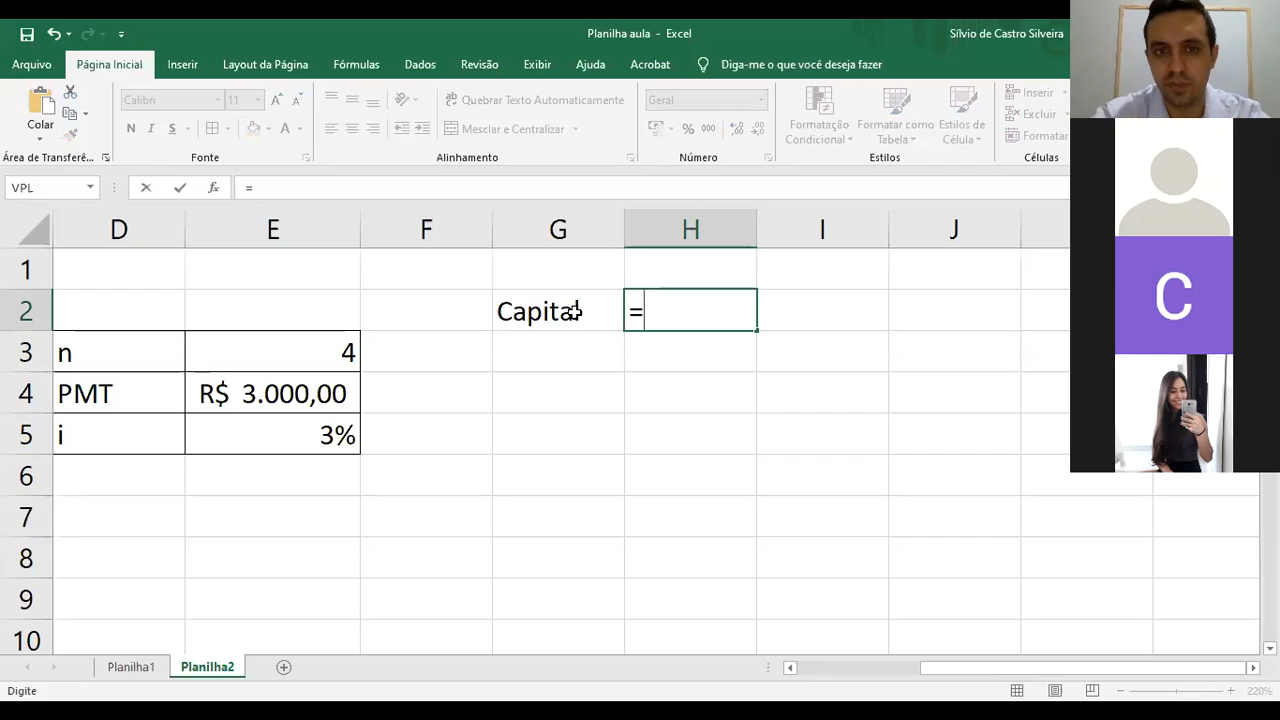 Planilha aula - Excel
Sílvio de Castro Silveira
Arquivo Página Inicial Inserir Layout da Página Fórmulas Dados Revisão Exibir Ajuda Acrobat Diga-me o que você deseja fazer
Colar
Calibri 11
N I S
A A
A
Quebrar Texto Automaticamente
Mesclar e Centralizar
Geral
% 000
Formatação Condicional
Formatar como Tabela
Estilos de Célula
Inserir
Excluir
Formatar
Área de Transferê... Fonte Alinhamento Número Estilos Células
VPL fx =
D E F G H I J
1
2 Capital =
3 n 4
4 PMT R$ 3.000,00
5 i 3%
6
7
8
9
10
C
Planilha1 Planilha2
Digite 220%